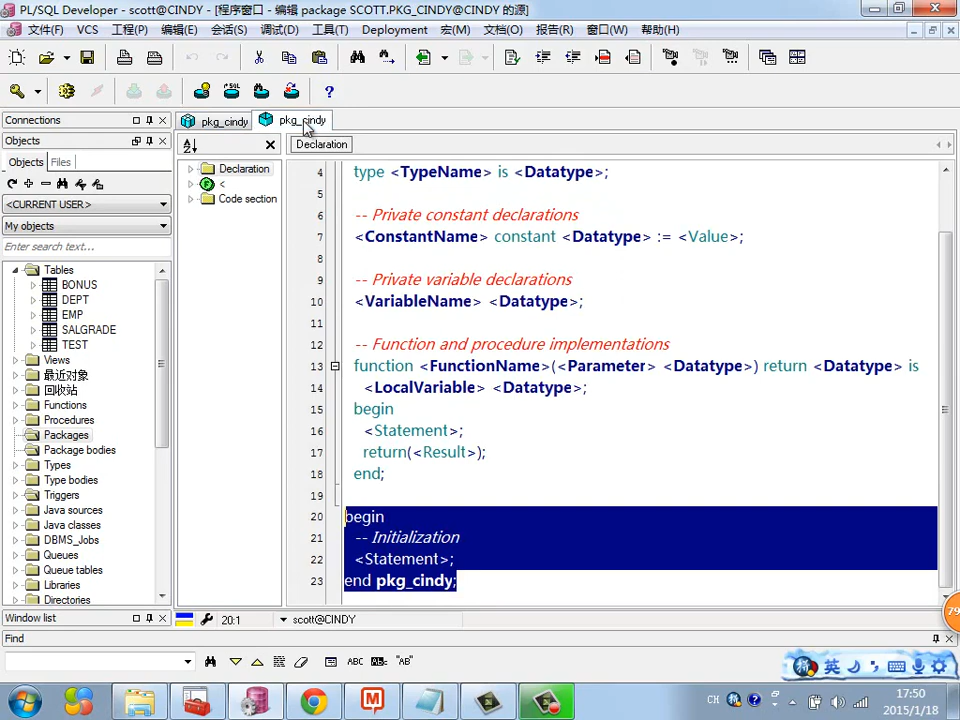 PL/SQL Developer - scott@CINDY - [程序窗口 - 编辑 package SCOTT.PKG_CINDY@CINDY 的源]
文件(F) VCS 工程(P) 编辑(E) 会话(S) 调试(D) 工具(T) Deployment 宏(M) 文档(O) 报告(R) 窗口(W) 帮助(H)
Connections
pkg_cindy
pkg_cindy
Objects
Declaration
Objects Files
<CURRENT USER>
My objects
Enter search text...
Tables
BONUS
DEPT
EMP
SALGRADE
TEST
Views
最近对象
回收站
Functions
Procedures
Packages
Package bodies
Types
Type bodies
Triggers
Java sources
Java classes
DBMS_Jobs
Queues
Queue tables
Libraries
Directories
Declaration
<
Code section
4 type <TypeName> is <Datatype>;
5
6 -- Private constant declarations
7 <ConstantName> constant <Datatype> := <Value>;
8
9 -- Private variable declarations
10 <VariableName> <Datatype>;
11
12 -- Function and procedure implementations
13 function <FunctionName>(<Parameter> <Datatype>) return <Datatype> is
14 <LocalVariable> <Datatype>;
15 begin
16 <Statement>;
17 return(<Result>);
18 end;
19
20 begin
21 -- Initialization
22 <Statement>;
23 end pkg_cindy;
79
Window list
20:1 scott@CINDY
Find
ABC
"AB"
英
CH
17:50
2015/1/18